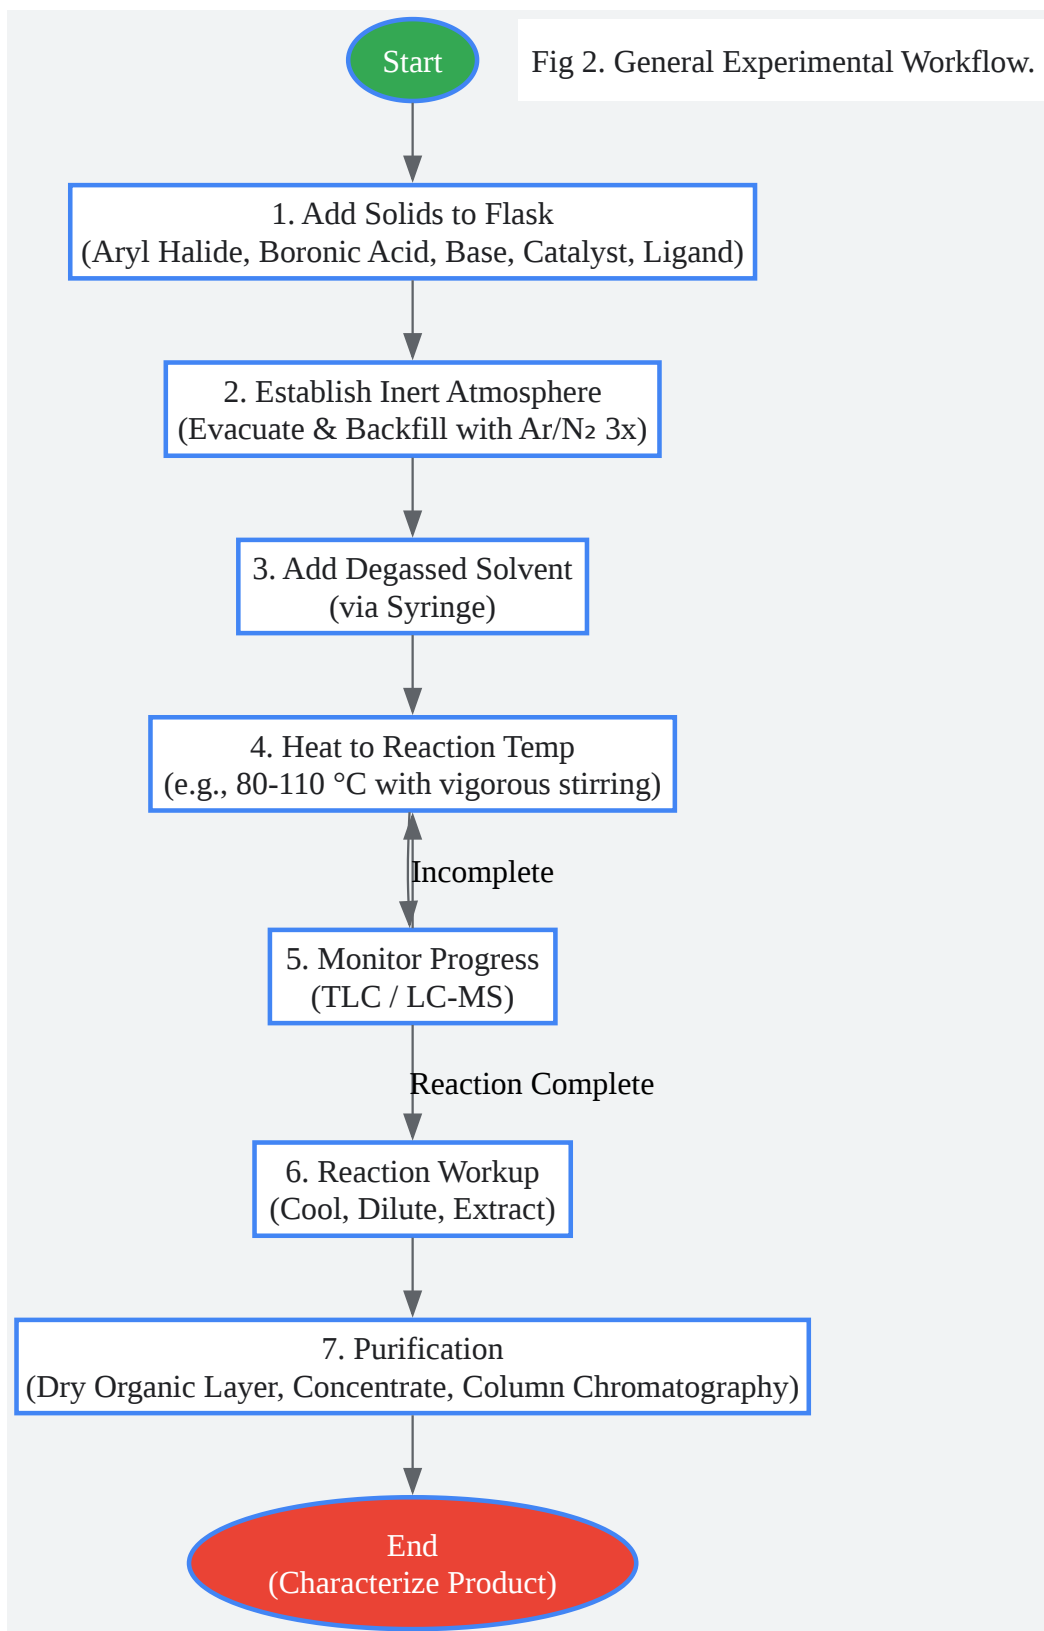 Start
Fig 2. General Experimental Workflow.
1. Add Solids to Flask
(Aryl Halide, Boronic Acid, Base, Catalyst, Ligand)
2. Establish Inert Atmosphere
(Evacuate & Backfill with Ar/N₂ 3x)
3. Add Degassed Solvent
(via Syringe)
4. Heat to Reaction Temp
(e.g., 80-110 °C with vigorous stirring)
Incomplete
5. Monitor Progress
(TLC / LC-MS)
Reaction Complete
6. Reaction Workup
(Cool, Dilute, Extract)
7. Purification
(Dry Organic Layer, Concentrate, Column Chromatography)
End
(Characterize Product)